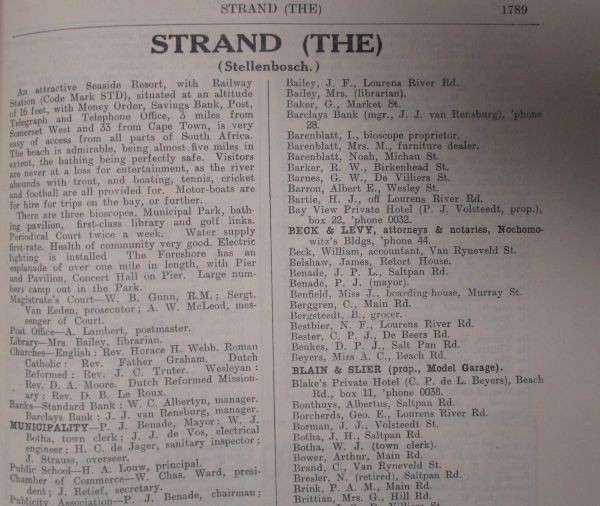 STRAND (THE) 1789
STRAND (THE)
(Stellenbosch.)
An attractive Seaside Resort, with Railway
Station (Code Mark STD), situated at an altitude
of 16 feet, with Money Order, Savings Bank, Post,
Telegraph and Telephone Office, 3 miles from
Somerset West and 33 from Cape Town, is very
easy of access from all parts of South Africa.
The beach is admirable, being almost five miles in
extent, the bathing being perfectly safe. Visitors
are never at a loss for entertainment, as the river
abounds with trout, and boating, tennis, cricket
and football are all provided for. Motor-boats are
for hire for trips on the bay, or further.
There are three bioscopes, Municipal Park, bath-
ing pavilion, first-class library and golf links.
Periodical Court twice a week. Water supply
first-rate. Health of community very good. Electric
lighting is installed The Foreshore has an
esplanade of over one mile in length, with Pier
and Pavilion, Concert Hall on Pier. Large num-
bers camp out in the Park.
Magistrate's Court—W. B. Gunn, R.M.; Sergt.
Van Eeden, prosecutor; A. W. McLeod, mes-
senger of Court.
Post Office—A. Lambert, postmaster.
Library—Mrs. Bailey, librarian.
Churches—English: Rev. Horace H. Webb. Roman
Catholic: Rev. Father Graham. Dutch
Reformed: Rev. J. C. Truter. Wesleyan:
Rev. D. A. Moore. Dutch Reformed Mission-
ary: Rev. D. B. Le Roux.
Banks—Standard Bank: W. C. Albertyn, manager.
Barclays Bank: J. J. van Rensburg, manager.
MUNICIPALITY—P. J. Benade, Mayor; W. J.
Botha, town clerk; J. J. de Vos, electrical
engineer; H. C. de Jager, sanitary inspector;
J. Strauss, overseer.
Public School—H. A. Louw, principal.
Chamber of Commerce—W. Chas. Ward, presi-
dent; J. Retief, secretary.
Publicity Association—P. J. Benade, chairman;
Bailey, J. F., Lourens River Rd.
Bailey, Mrs. (librarian).
Baker, G., Market St.
Barclays Bank (mgr., J. J. van Rensburg), 'phone
28.
Barenblatt, I., bioscope proprietor.
Barenblatt, Mrs. M., furniture dealer.
Barenblatt, Noah, Michau St.
Barker, R. W., Birkenhead St.
Barnes, G. W., De Villiers St.
Barron, Albert E., Wesley St.
Bartie, H. J., off Lourens River Rd.
Bay View Private Hotel (P. J. Volsteedt, prop.),
box 22, 'phone 0032.
BECK & LEVY, attorneys & notaries, Nochomo-
witz's Bldgs, 'phone 44.
Beck, William, accountant, Van Ryneveld St.
Belshaw, James, Retort House.
Benade, J. P. L., Saltpan Rd.
Benade, P. J. (mayor).
Benfield, Miss J., boarding-house, Murray St.
Berggren, C., Main Rd.
Bergsteedt, B., grocer.
Bestbier, N. F., Lourens River Rd.
Bester, C. P. J., De Beers Rd.
Beukes, D. P. J., Salt Pan Rd.
Beyers, Miss A. C., Beach Rd.
BLAIN & SLIER (prop., Model Garage).
Blake's Private Hotel (C. P. de L. Beyers), Beach
Rd., box 11, 'phone 0038.
Bonthuys, Albertus, Saltpan Rd.
Borcherds, Geo. E., Lourens River Rd.
Borman, J. J., Volsteedt St.
Botha, J. H., Saltpan Rd.
Botha, W. J. (town clerk).
Bower, Arthur, Main Rd.
Brand, C., Van Ryneveld St.
Bresler, N. (retired), Saltpan Rd.
Brink, P. A. M., Main Rd.
Brittian, Mrs. G., Hill Rd.